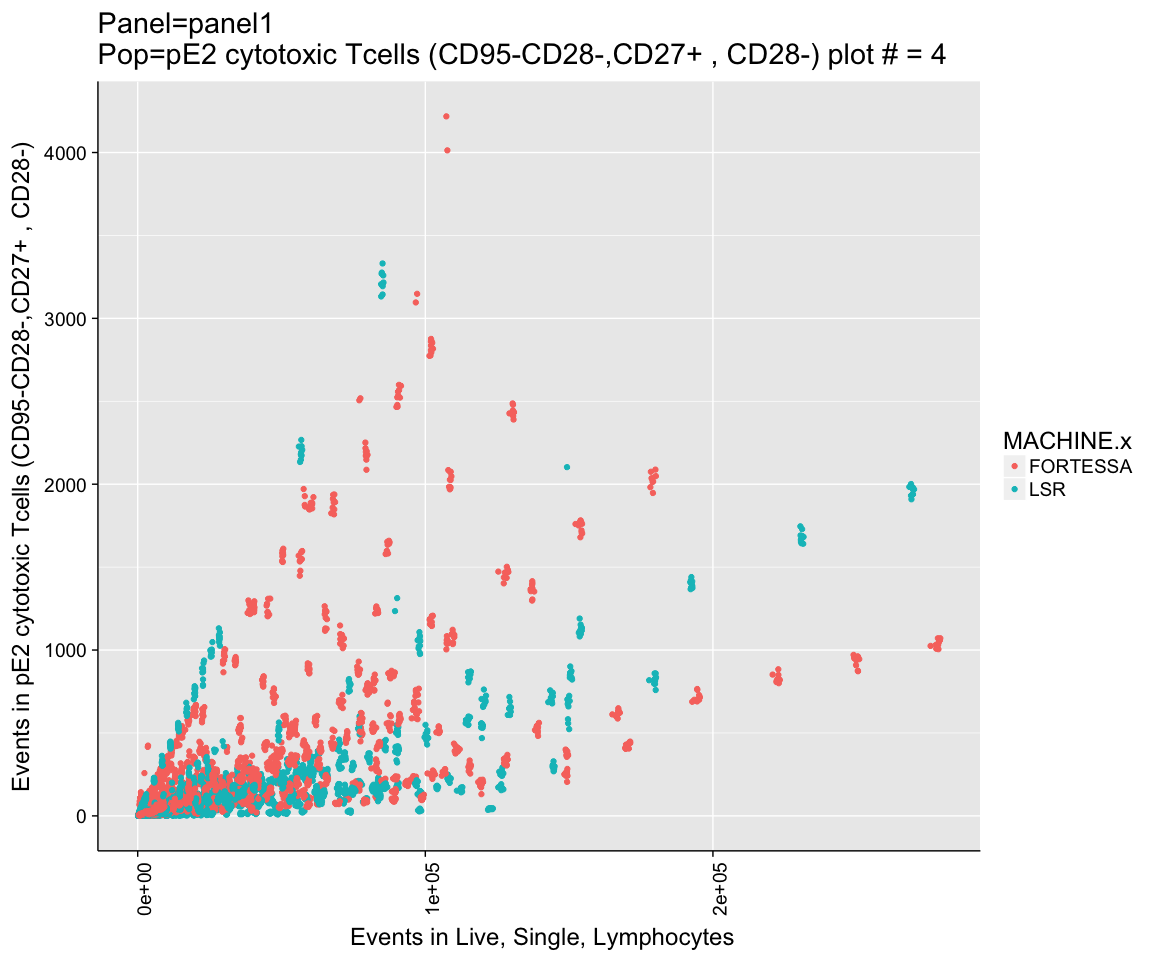 Panel=panel1
Pop=pE2 cytotoxic Tcells (CD95-CD28-,CD27+ , CD28-) plot # = 4
Events in pE2 cytotoxic Tcells (CD95-CD28-,CD27+ , CD28-)
4000
3000
2000
1000
0
0e+00
1e+05
2e+05
Events in Live, Single, Lymphocytes
MACHINE.x
FORTESSA
LSR